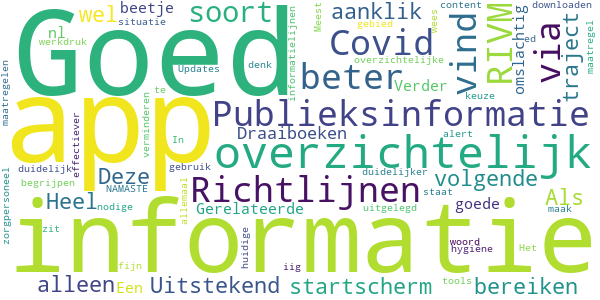 beetje
situatie
soort
wel
nl
werkdruk
Goed
Meest
informatielijnen
aanklik
Covid
beter
gebied
overzichtelijke
wees
content
vind
RIVM
omslachtig
ed
downloaden
via
traject
maatregel
keuze
maatregelen
app
Updates
denk
verminderen
te
Verder
Publieksinformatie
In
Draaiboeken
alert
effectiever
duidelijk
Deze
gebruik
overzichtelijk
duidelijker
begrijpen
NAMASTE
Richtlijnen
volgende
staat
Als
zorgpersoneel
Heel
nodige
allemaal
Gerelateerde
uitgelegd
goede
maak
informatie
zit
huidige
iig
woord
hygiene
Het
alleen
Een
fijn
Uitstekend
startscherm
tools
bereiken